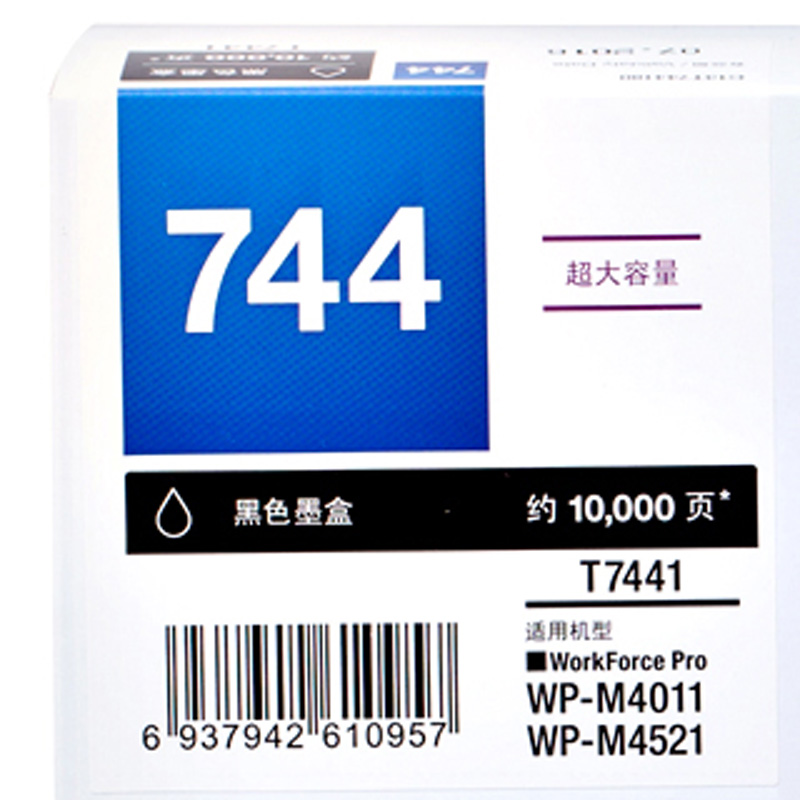 744
超大容量
黑色墨盒
约 10,000 页*
T7441
适用机型
■WorkForce Pro
WP-M4011
WP-M4521
6 937942 610957